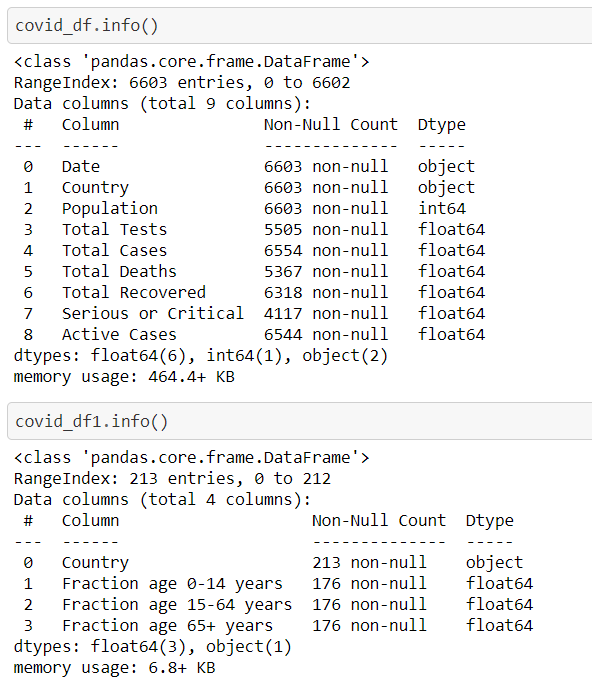 covid_df.info()
<class 'pandas.core.frame.DataFrame'>
RangeIndex: 6603 entries, 0 to 6602
Data columns (total 9 columns):
 #   Column               Non-Null Count  Dtype
---  ------               --------------  -----
 0   Date                 6603 non-null   object
 1   Country              6603 non-null   object
 2   Population           6603 non-null   int64
 3   Total Tests          5505 non-null   float64
 4   Total Cases          6554 non-null   float64
 5   Total Deaths         5367 non-null   float64
 6   Total Recovered      6318 non-null   float64
 7   Serious or Critical  4117 non-null   float64
 8   Active Cases         6544 non-null   float64
dtypes: float64(6), int64(1), object(2)
memory usage: 464.4+ KB
covid_df1.info()
<class 'pandas.core.frame.DataFrame'>
RangeIndex: 213 entries, 0 to 212
Data columns (total 4 columns):
 #   Column                    Non-Null Count  Dtype
---  ------                    --------------  -----
 0   Country                   213 non-null    object
 1   Fraction age 0-14 years   176 non-null    float64
 2   Fraction age 15-64 years  176 non-null    float64
 3   Fraction age 65+ years    176 non-null    float64
dtypes: float64(3), object(1)
memory usage: 6.8+ KB